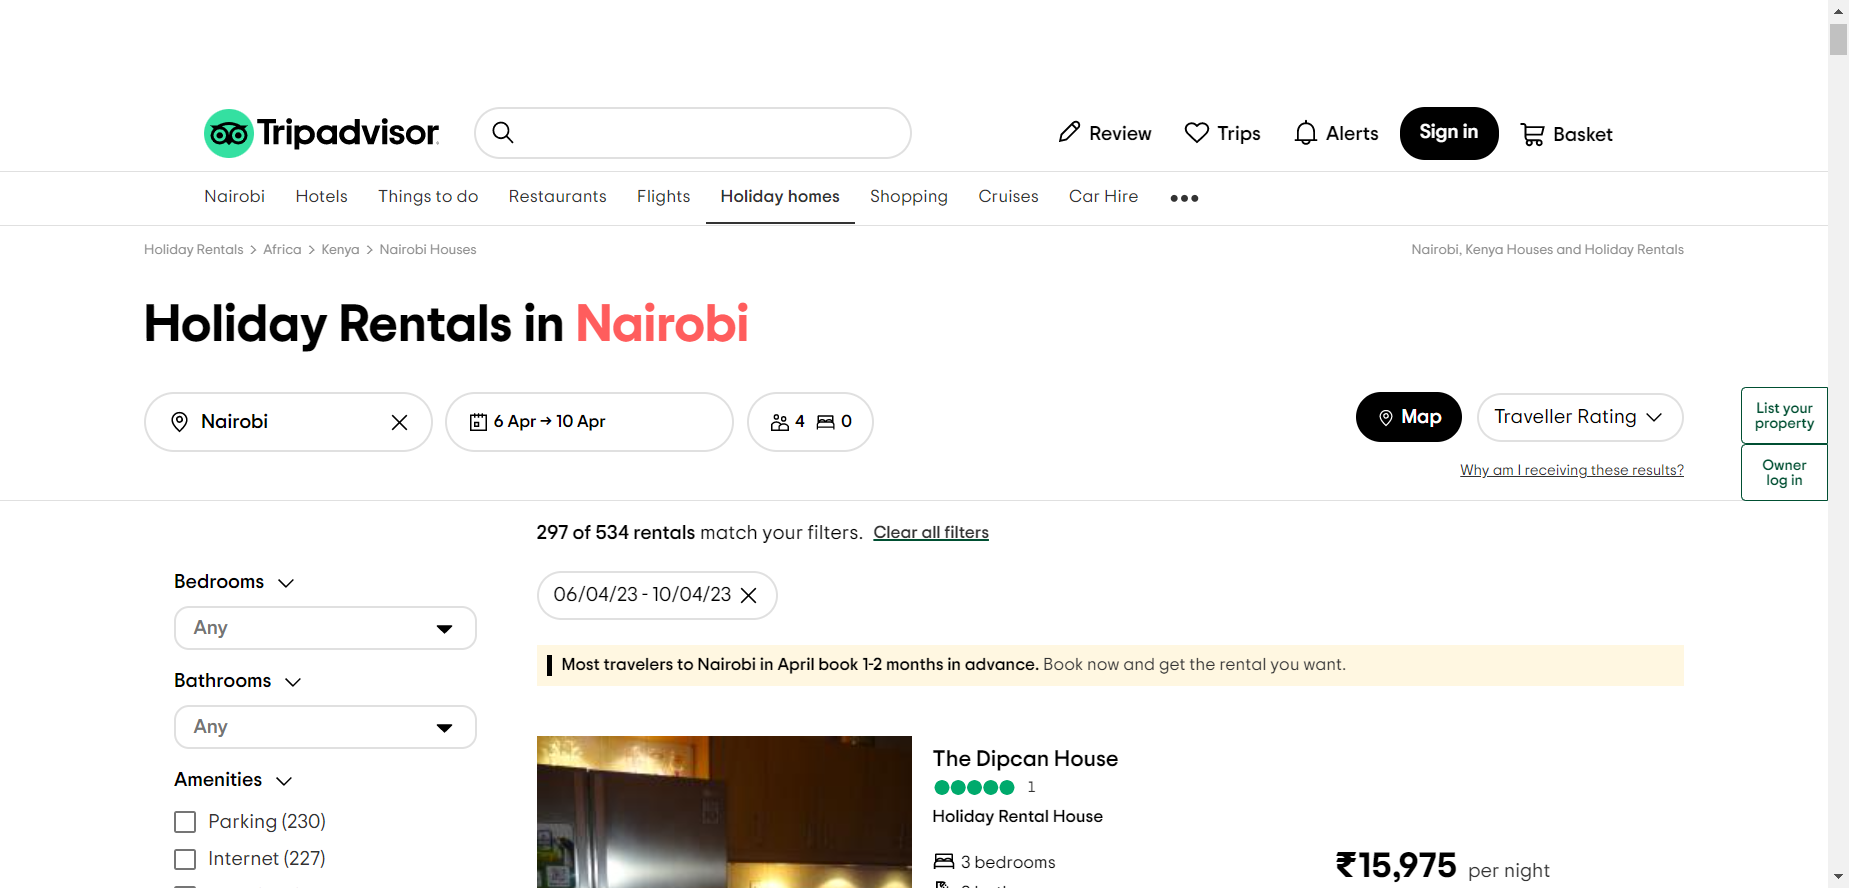 Tripadvisor
Review
Trips
Alerts
Sign in
Basket
Nairobi
Hotels
Things to do
Restaurants
Flights
Holiday homes
Shopping
Cruises
Car Hire
Holiday Rentals > Africa > Kenya > Nairobi Houses
Nairobi, Kenya Houses and Holiday Rentals
Holiday Rentals in Nairobi
Nairobi
6 Apr → 10 Apr
4 0
Map
Traveller Rating
Why am I receiving these results?
List your
property
Owner
log in
297 of 534 rentals match your filters. Clear all filters
06/04/23 - 10/04/23
Most travelers to Nairobi in April book 1-2 months in advance. Book now and get the rental you want.
Bedrooms
Any
Bathrooms
Any
Amenities
Parking (230)
Internet (227)
The Dipcan House
1
Holiday Rental House
3 bedrooms
₹15,975 per night